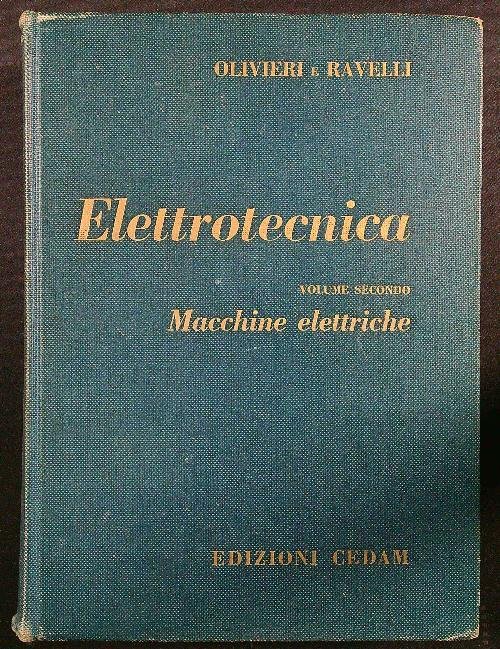 OLIVIERI E RAVELLI
Elettrotecnica
VOLUME SECONDO
Macchine elettriche
EDIZIONI CEDAM